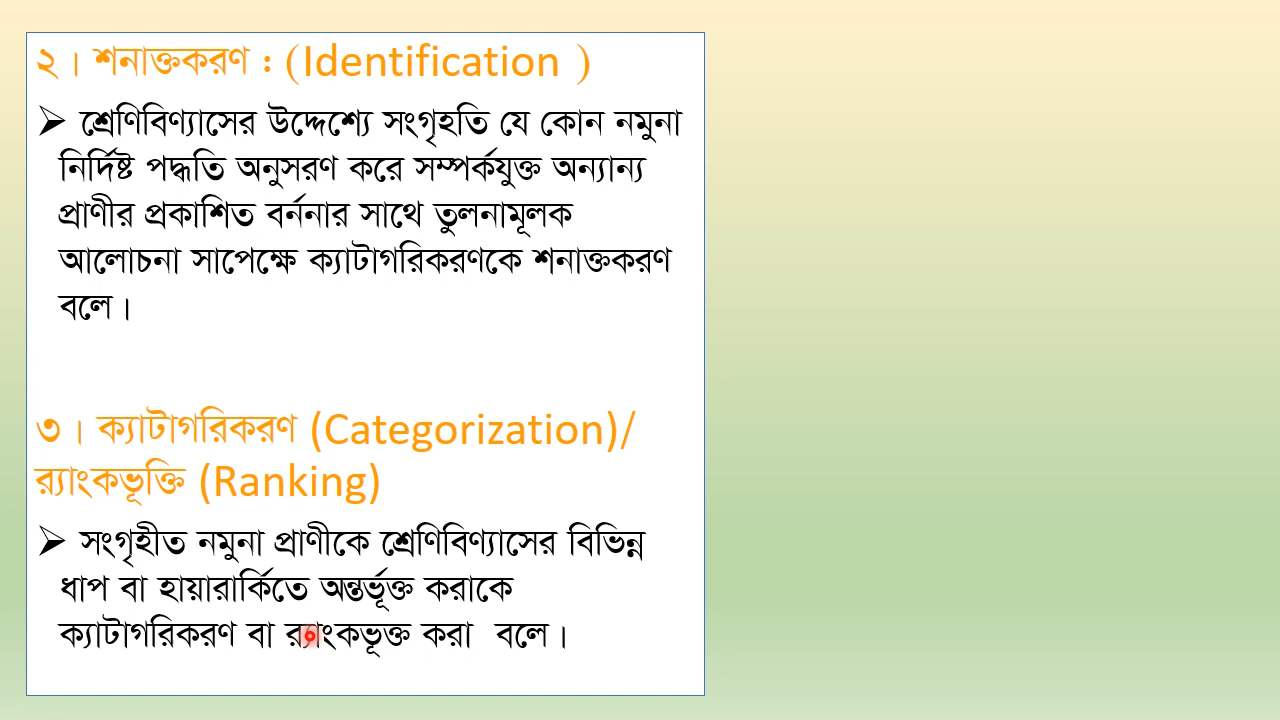 ২। শনাক্তকরণ : (Identification )
➢ শ্রেণিবিণ্যাসের উদ্দেশ্যে সংগৃহতি যে কোন নমুনা
নির্দিষ্ট পদ্ধতি অনুসরণ করে সম্পর্কযুক্ত অন্যান্য
প্রাণীর প্রকাশিত বর্ননার সাথে তুলনামূলক
আলোচনা সাপেক্ষে ক্যাটাগরিকরণকে শনাক্তকরণ
বলে।
৩। ক্যাটাগরিকরণ (Categorization)/
র‍্যাংকভূক্তি (Ranking)
➢ সংগৃহীত নমুনা প্রাণীকে শ্রেণিবিণ্যাসের বিভিন্ন
ধাপ বা হায়ারার্কিতে অন্তর্ভূক্ত করাকে
ক্যাটাগরিকরণ বা র‍্যাংকভূক্ত করা বলে।